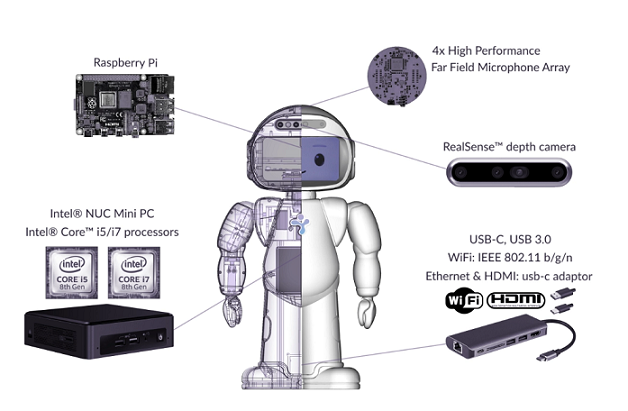 Raspberry Pi
4x High Performance
Far Field Microphone Array
RealSense™ depth camera
Intel® NUC Mini PC
Intel® Core™ i5/i7 processors
intel
CORE i5
8th Gen
intel
CORE i7
8th Gen
USB-C, USB 3.0
WiFi: IEEE 802.11 b/g/n
Ethernet & HDMI: usb-c adaptor
WiFi
HDMI